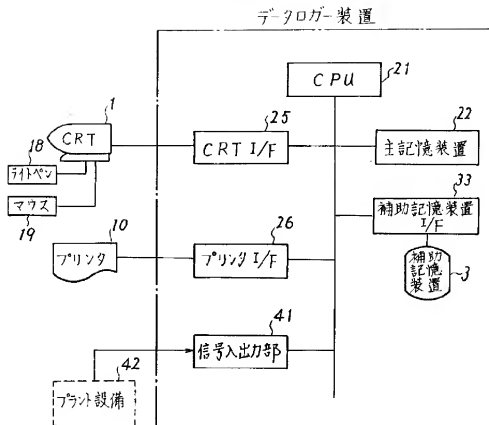 データロガー装置
CPU
21
1
CRT
25
CRT I/F
22
主記憶装置
18
ライトペン
マウス
19
33
補助記憶装置
I/F
10
プリンタ
26
プリンタ I/F
補助
記憶
装置
3
41
信号入出力部
42
プラント設備